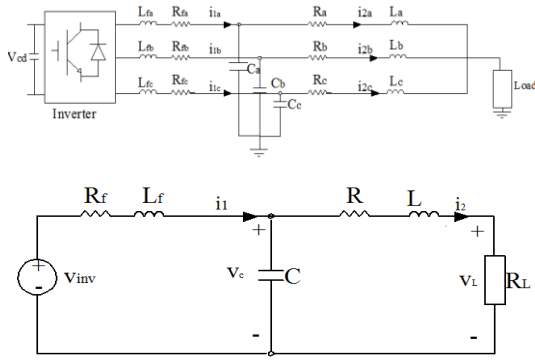 Lfa Rfa i1a Ra i2a La
Vcd
Lfb Rfb i1b Rb i2b Lb
Ca
Lfc Rfc i1c Cb Rc i2c Lc
Cc
Load
Inverter
Rf Lf i1 R L i2
+ +
+
-
Vinv vc C vL RL
- -